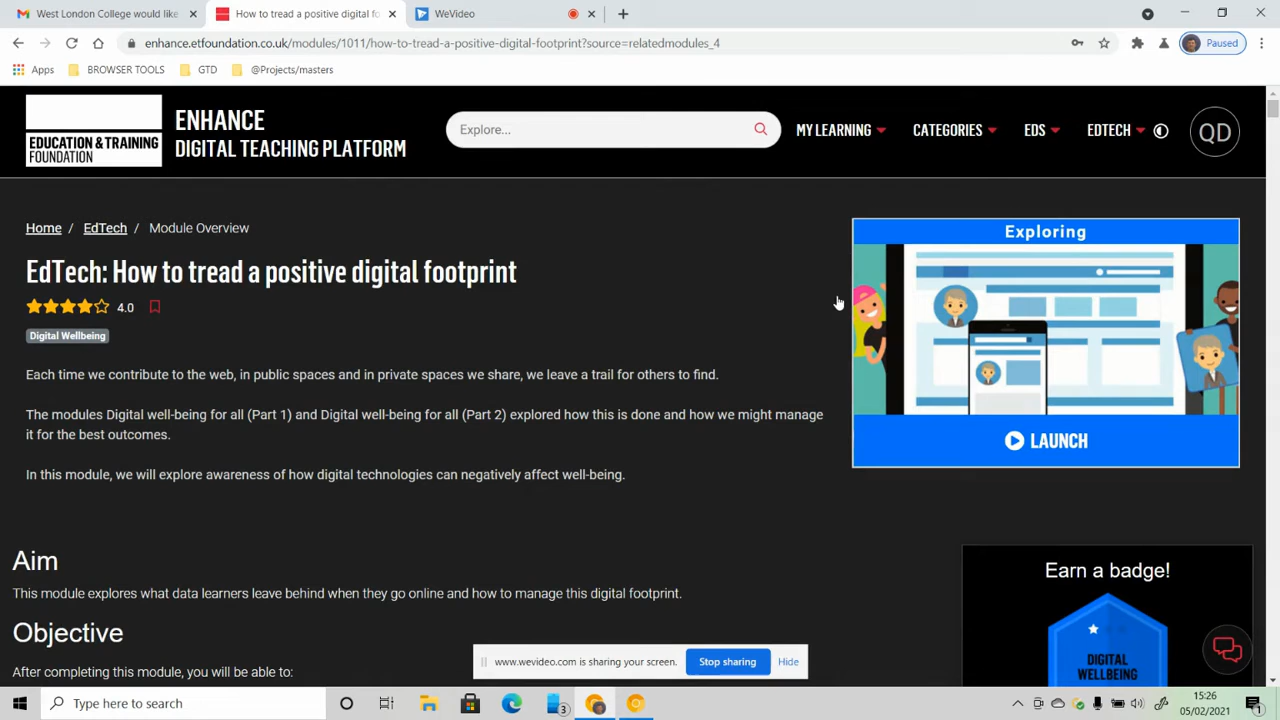 West London College would like
How to tread a positive digital fo
WeVideo
enhance.etfoundation.co.uk/modules/1011/how-to-tread-a-positive-digital-footprint?source=relatedmodules_4
Paused
Apps
BROWSER TOOLS
GTD
@Projects/masters
EDUCATION & TRAINING
FOUNDATION
ENHANCE
DIGITAL TEACHING PLATFORM
Explore...
MY LEARNING
CATEGORIES
EDS
EDTECH
QD
Home / EdTech / Module Overview
EdTech: How to tread a positive digital footprint
4.0
Digital Wellbeing
Each time we contribute to the web, in public spaces and in private spaces we share, we leave a trail for others to find.
The modules Digital well-being for all (Part 1) and Digital well-being for all (Part 2) explored how this is done and how we might manage
it for the best outcomes.
In this module, we will explore awareness of how digital technologies can negatively affect well-being.
Exploring
LAUNCH
Aim
This module explores what data learners leave behind when they go online and how to manage this digital footprint.
Objective
After completing this module, you will be able to:
Earn a badge!
DIGITAL
WELLBEING
www.wevideo.com is sharing your screen.
Stop sharing
Hide
Type here to search
3
15:26
05/02/2021
1